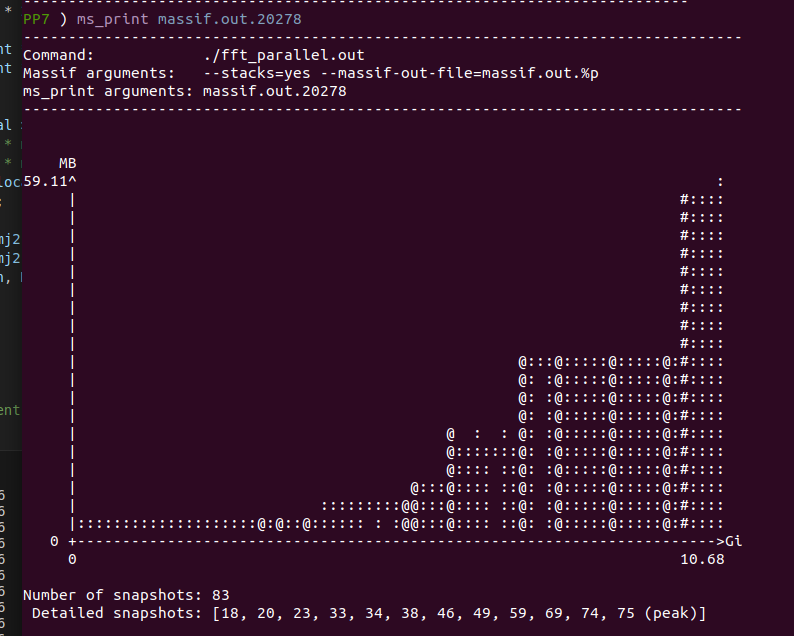 *
PP7 ) ms_print massif.out.20278
--------------------------------------------------------------------------------
Command:            ./fft_parallel.out
Massif arguments:   --stacks=yes --massif-out-file=massif.out.%p
ms_print arguments: massif.out.20278
--------------------------------------------------------------------------------
    MB
59.11^                                                                       :
     |                                                                   #::::
     |                                                                   #::::
     |                                                                   #::::
     |                                                                   #::::
     |                                                                   #::::
     |                                                                   #::::
     |                                                                   #::::
     |                                                                   #::::
     |                                                                   #::::
     |                                                 @:::@:::::@:::::@:#::::
     |                                                 @: :@:::::@:::::@:#::::
     |                                                 @: :@:::::@:::::@:#::::
     |                                                 @: :@:::::@:::::@:#::::
     |                                         @  :  : @: :@:::::@:::::@:#::::
     |                                         @:::::::@: :@:::::@:::::@:#::::
     |                                         @:::: ::@: :@:::::@:::::@:#::::
     |                                     @:::@:::: ::@: :@:::::@:::::@:#::::
     |                           :::::::::@@:::@:::: ::@: :@:::::@:::::@:#::::
     |::::::::::::::::::::@:@::@:::::: : :@@:::@:::: ::@: :@:::::@:::::@:#::::
   0 +----------------------------------------------------------------------->Gi
     0                                                                   10.68
Number of snapshots: 83
 Detailed snapshots: [18, 20, 23, 33, 34, 38, 46, 49, 59, 69, 74, 75 (peak)]